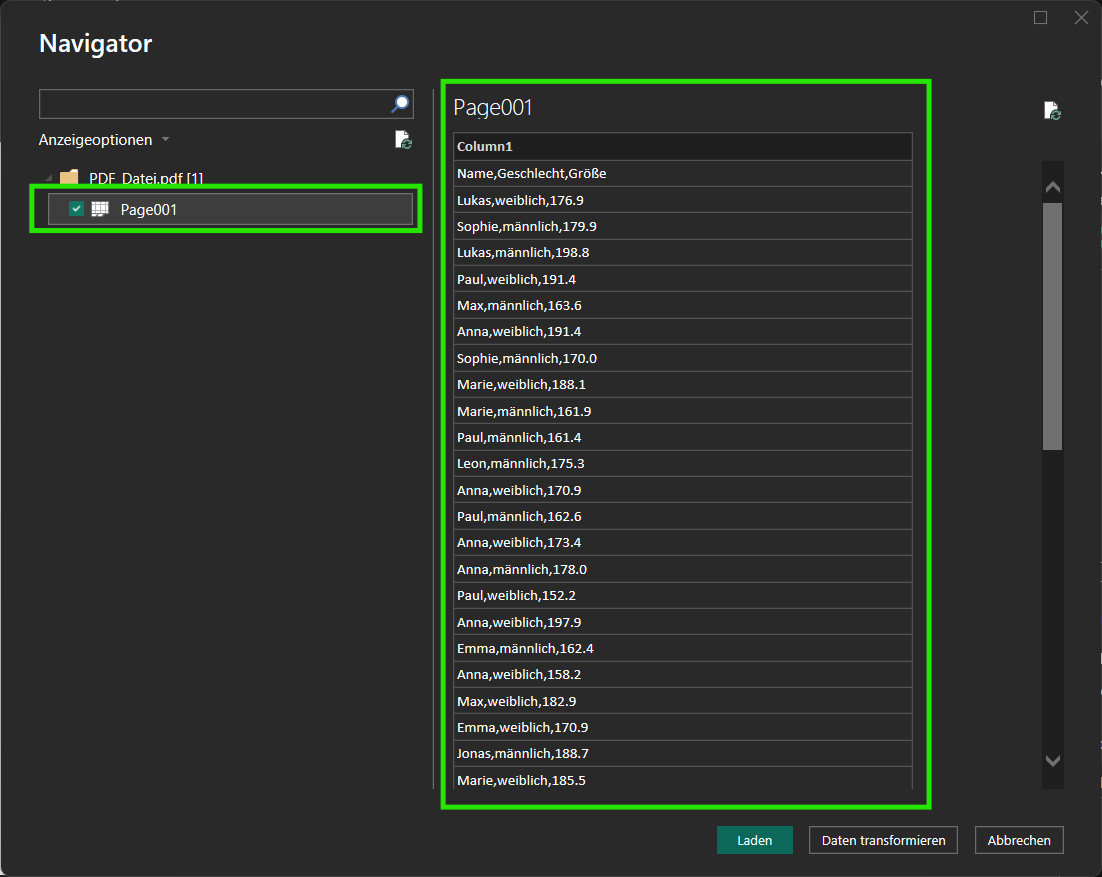 Navigator
Anzeigeoptionen
PDF_Datei.pdf [1]
Page001
Page001
Column1
Name,Geschlecht,Größe
Lukas,weiblich,176.9
Sophie,männlich,179.9
Lukas,männlich,198.8
Paul,weiblich,191.4
Max,männlich,163.6
Anna,weiblich,191.4
Sophie,männlich,170.0
Marie,weiblich,188.1
Marie,männlich,161.9
Paul,männlich,161.4
Leon,männlich,175.3
Anna,weiblich,170.9
Paul,männlich,162.6
Anna,weiblich,173.4
Anna,männlich,178.0
Paul,weiblich,152.2
Anna,weiblich,197.9
Emma,männlich,162.4
Anna,weiblich,158.2
Max,weiblich,182.9
Emma,weiblich,170.9
Jonas,männlich,188.7
Marie,weiblich,185.5
Laden
Daten transformieren
Abbrechen